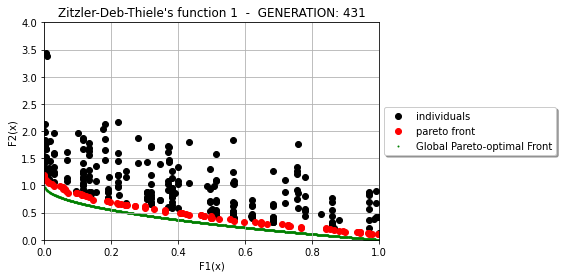 Zitzler-Deb-Thiele's function 1 - GENERATION: 431
4.0
3.5
3.0
2.5
2.0
1.5
1.0
0.5
0.0
F2(x)
0.0 0.2 0.4 0.6 0.8 1.0
F1(x)
individuals
pareto front
Global Pareto-optimal Front